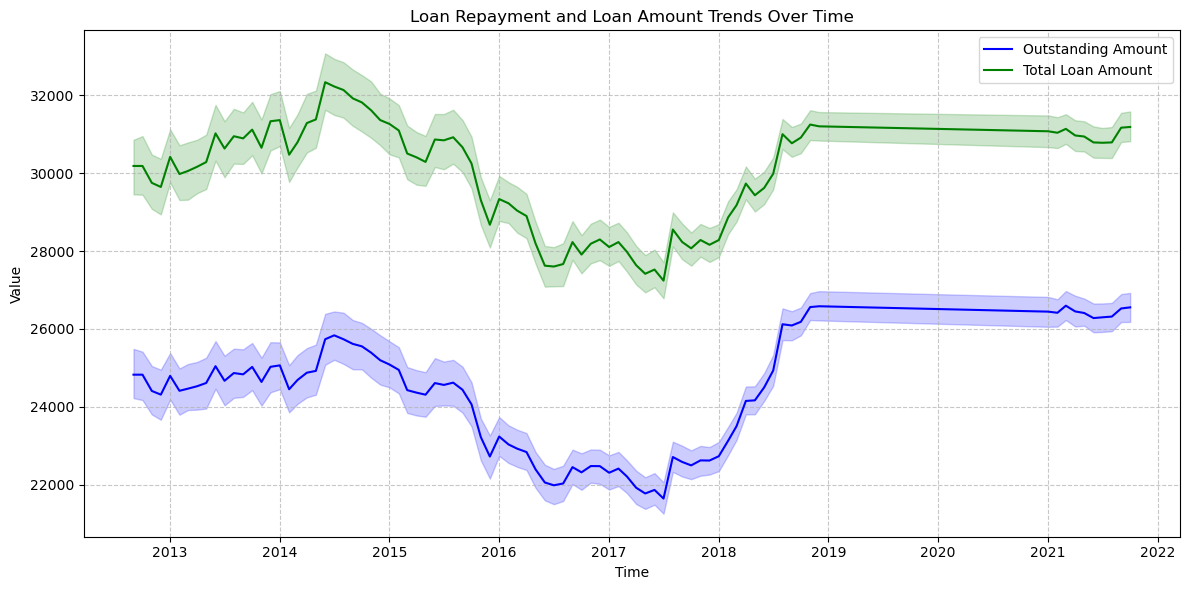 Loan Repayment and Loan Amount Trends Over Time
Outstanding Amount
Total Loan Amount
Value
32000
30000
28000
26000
24000
22000
2013 2014 2015 2016 2017 2018 2019 2020 2021 2022
Time